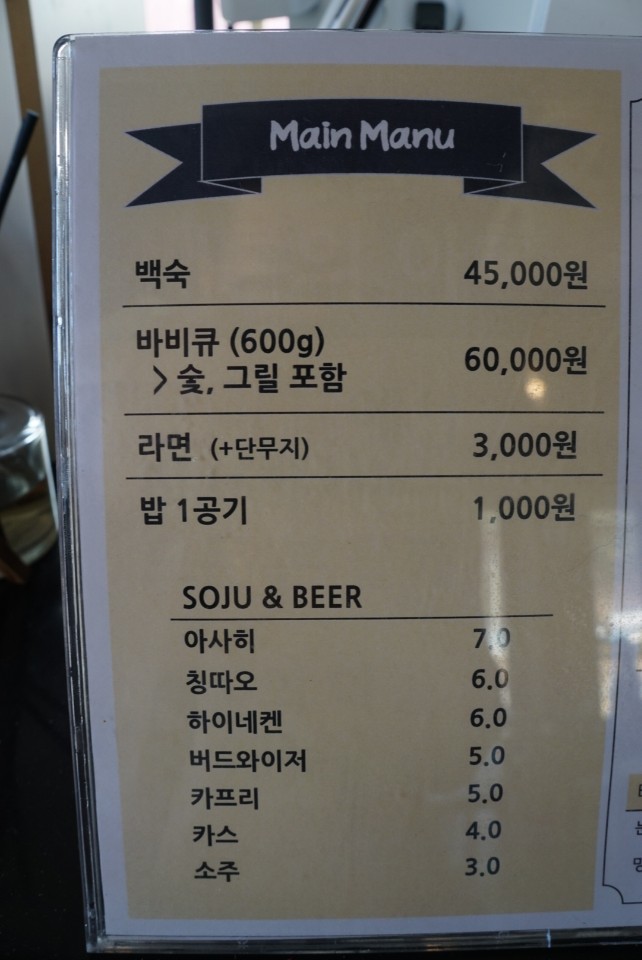 Main Manu
백숙 45,000원
바비큐 (600g) 60,000원
> 숯, 그릴 포함
라면 (+단무지) 3,000원
밥 1공기 1,000원
SOJU & BEER
아사히 7.0
칭따오 6.0
하이네켄 6.0
버드와이저 5.0
카프리 5.0
카스 4.0
소주 3.0